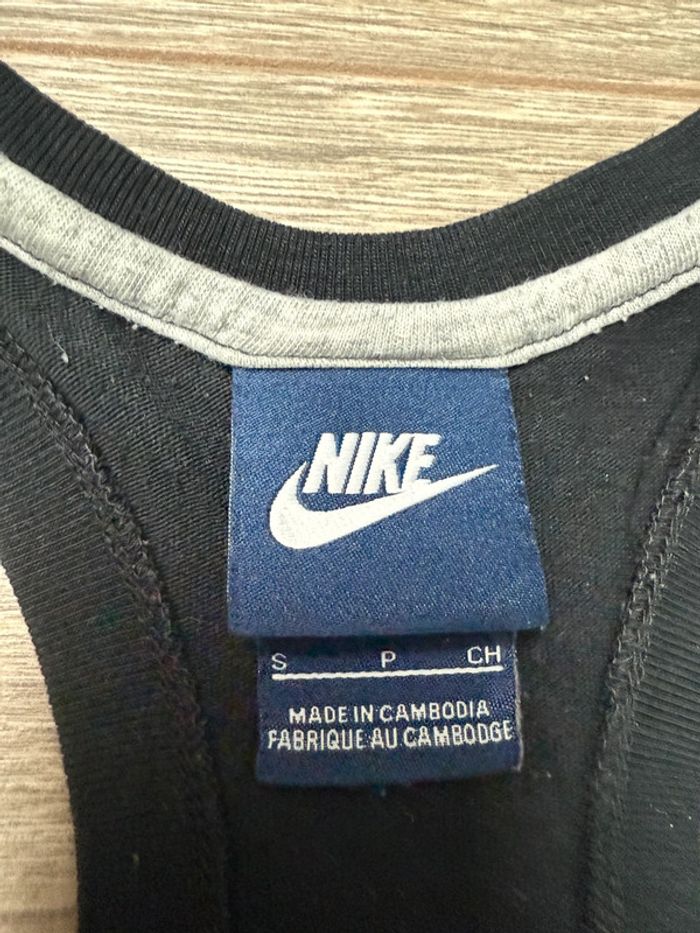 NIKE
S P CH
MADE IN CAMBODIA
FABRIQUE AU CAMBODGE